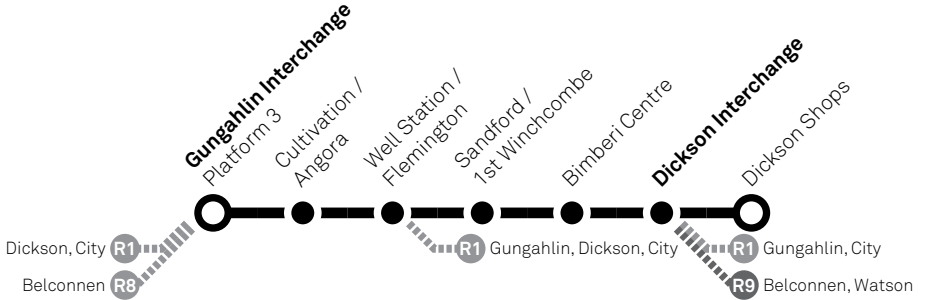 Gungahlin Interchange
Platform 3
Cultivation /
Angora
Well Station /
Flemington
Sandford /
1st Winchcombe
Bimberi Centre
Dickson Interchange
Dickson Shops
Dickson, City R1
Belconnen R8
R1 Gungahlin, Dickson, City
R1 Gungahlin, City
R9 Belconnen, Watson